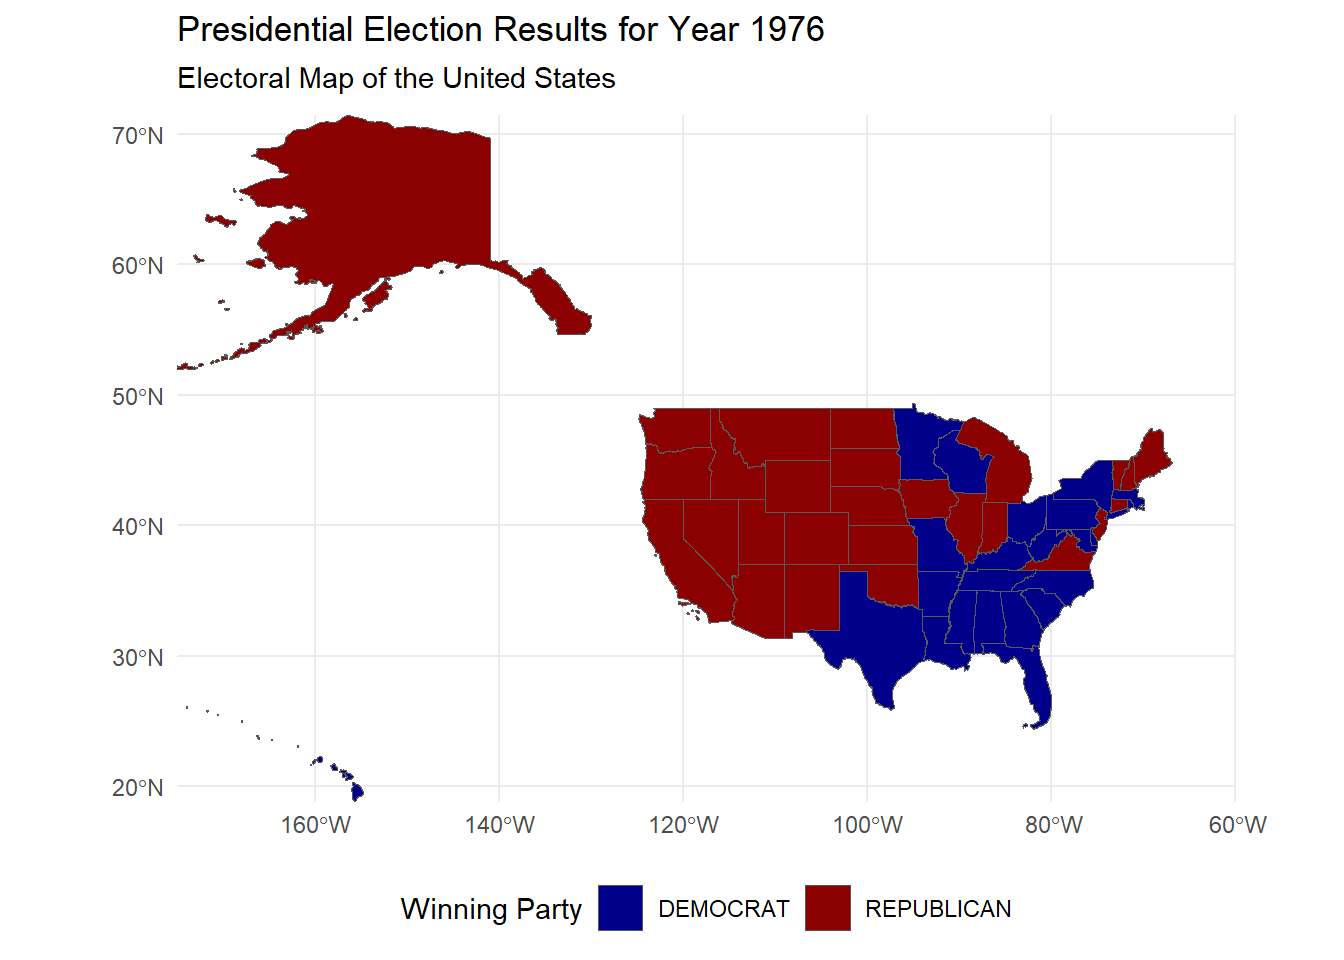 Presidential Election Results for Year 1976
Electoral Map of the United States
70°N
60°N
50°N
40°N
30°N
20°N
160°W 140°W 120°W 100°W 80°W 60°W
Winning Party DEMOCRAT REPUBLICAN